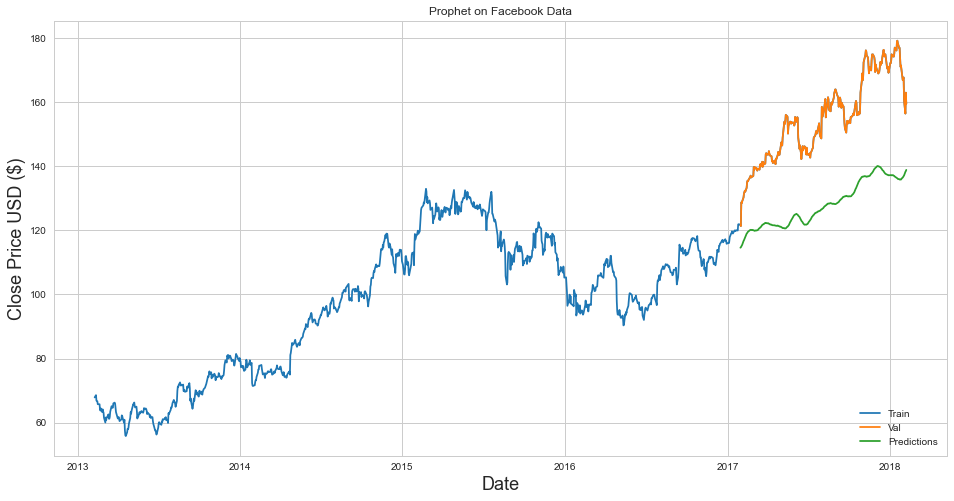 Prophet on Facebook Data
Close Price USD ($)
180
160
140
120
100
80
60
2013
2014
2015
2016
2017
2018
Date
Train
Val
Predictions